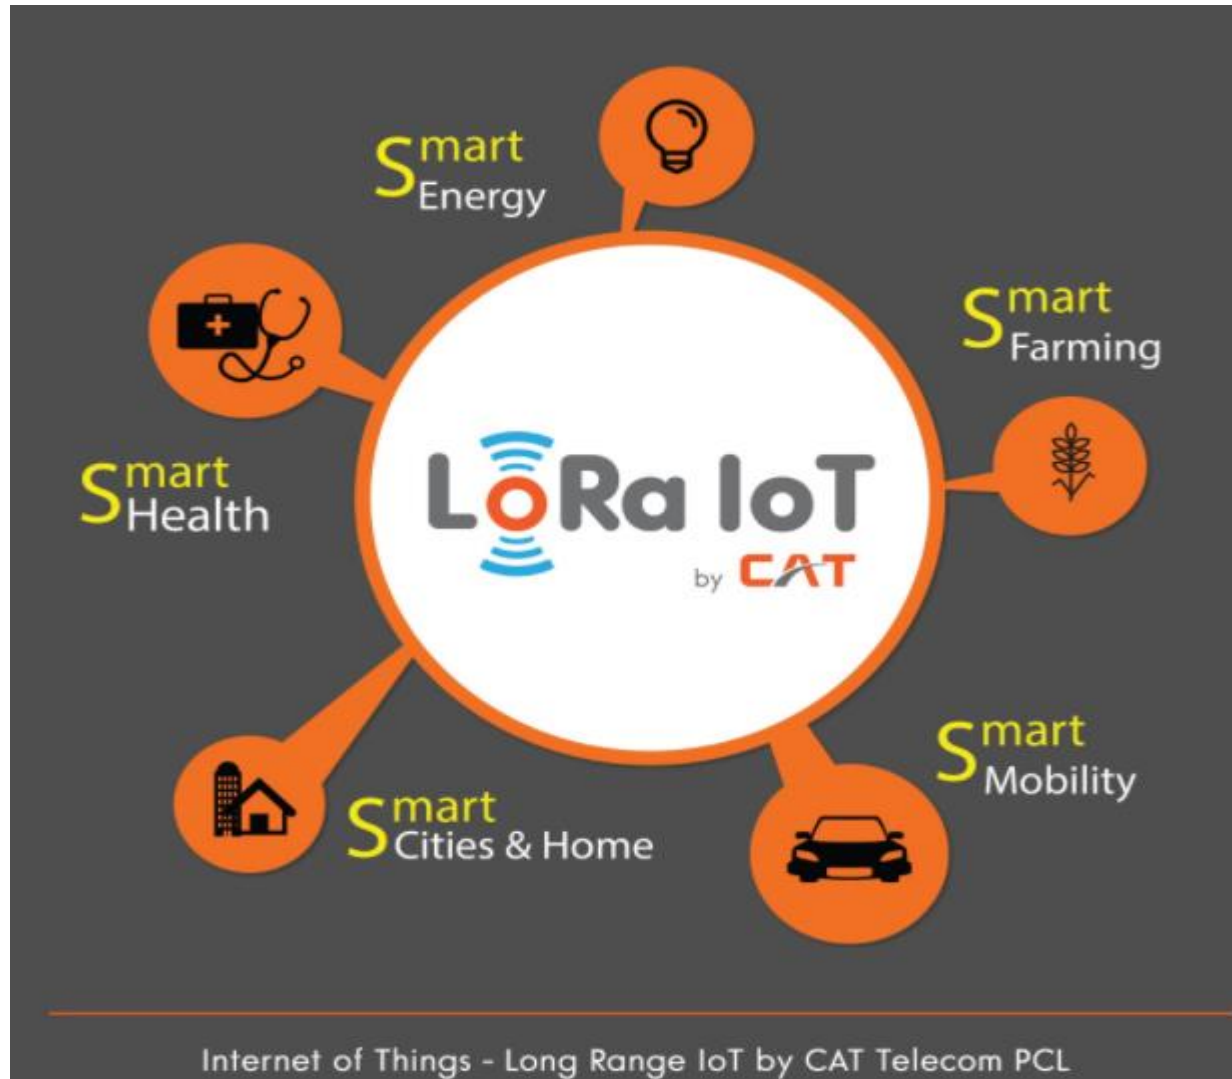 Smart
Energy
Smart
Farming
Smart
Health
LoRa IoT
by CAT
Smart
Mobility
Smart
Cities & Home
Internet of Things - Long Range IoT by CAT Telecom PCL